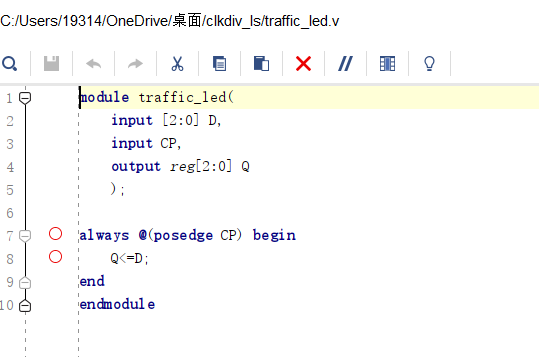 C:/Users/19314/OneDrive/桌面/clkdiv_ls/traffic_led.v
1 module traffic_led(
2 input [2:0] D,
3 input CP,
4 output reg[2:0] Q
5 );
6
7 always @(posedge CP) begin
8 Q<=D;
9 end
10 endmodule